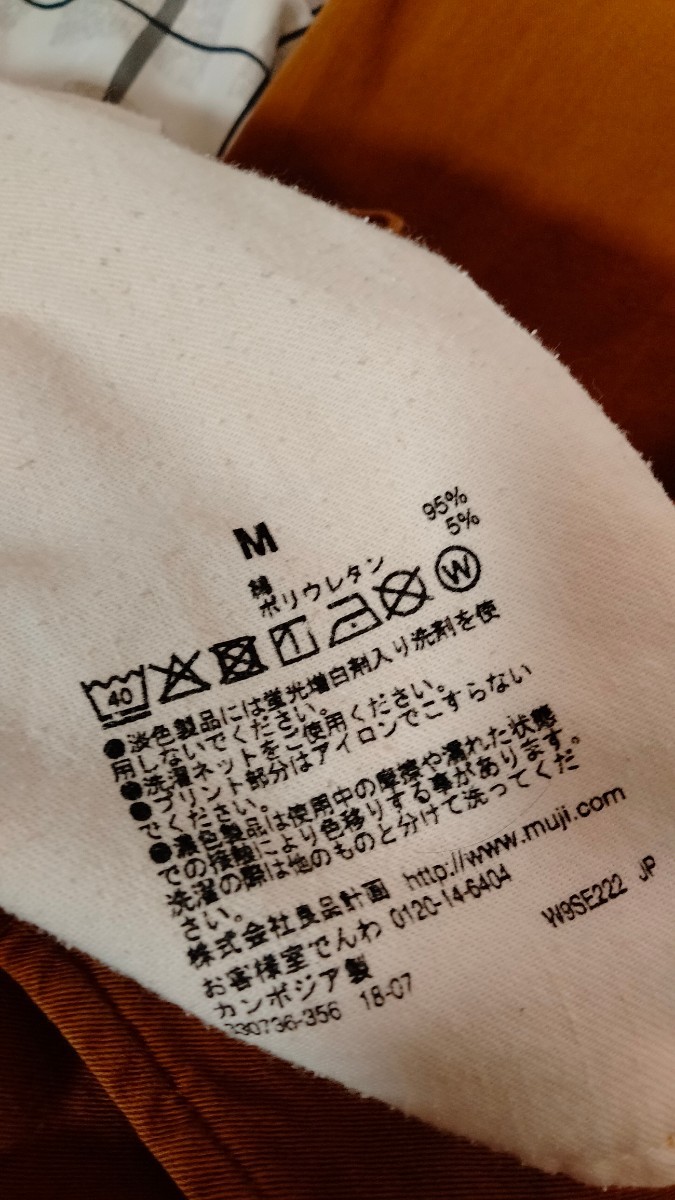 M
綿 95%
ポリウレタン 5%
40 W
●淡色製品には蛍光増白剤入り洗剤を使
用しないでください。
●洗濯ネットをご使用ください。
●プリント部分はアイロンでこすらない
でください。
●濃色製品は使用中の摩擦や濡れた状態
での接触により色移りする事があります。
洗濯の際は他のものと分けて洗ってくだ
さい。
株式会社良品計画 http://www.muji.com
お客様室でんわ 0120-14-6404
カンボジア製 W9SE222 JP
330736-356 18-07